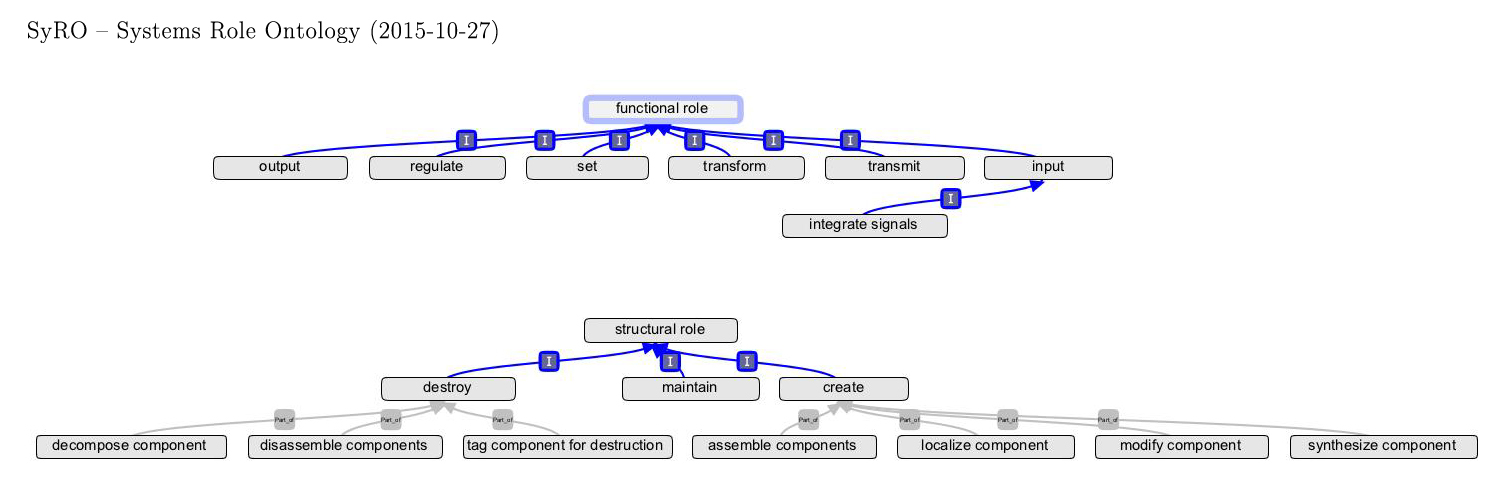 SyRO – Systems Role Ontology (2015-10-27)
functional role
I I I I I I
output regulate set transform transmit input
I
integrate signals
structural role
I I I
destroy maintain create
Part_of Part_of Part_of Part_of Part_of Part_of Part_of
decompose component disassemble components tag component for destruction assemble components localize component modify component synthesize component